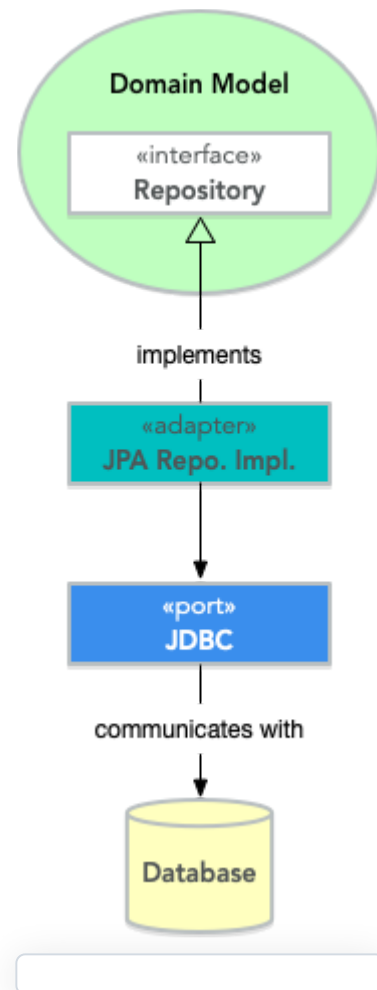 Domain Model
«interface»
Repository
implements
«adapter»
JPA Repo. Impl.
«port»
JDBC
communicates with
Database